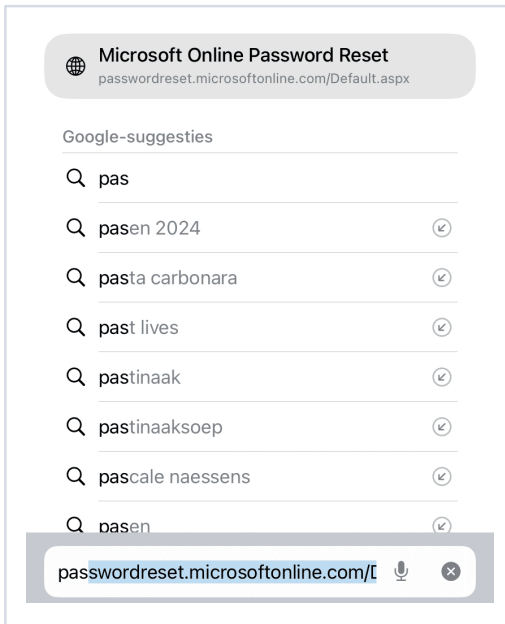 Microsoft Online Password Reset
passwordreset.microsoftonline.com/Default.aspx
Google-suggesties
pas
pasen 2024
pasta carbonara
past lives
pastinaak
pastinaaksoep
pascale naessens
pasen
passwordreset.microsoftonline.com/D